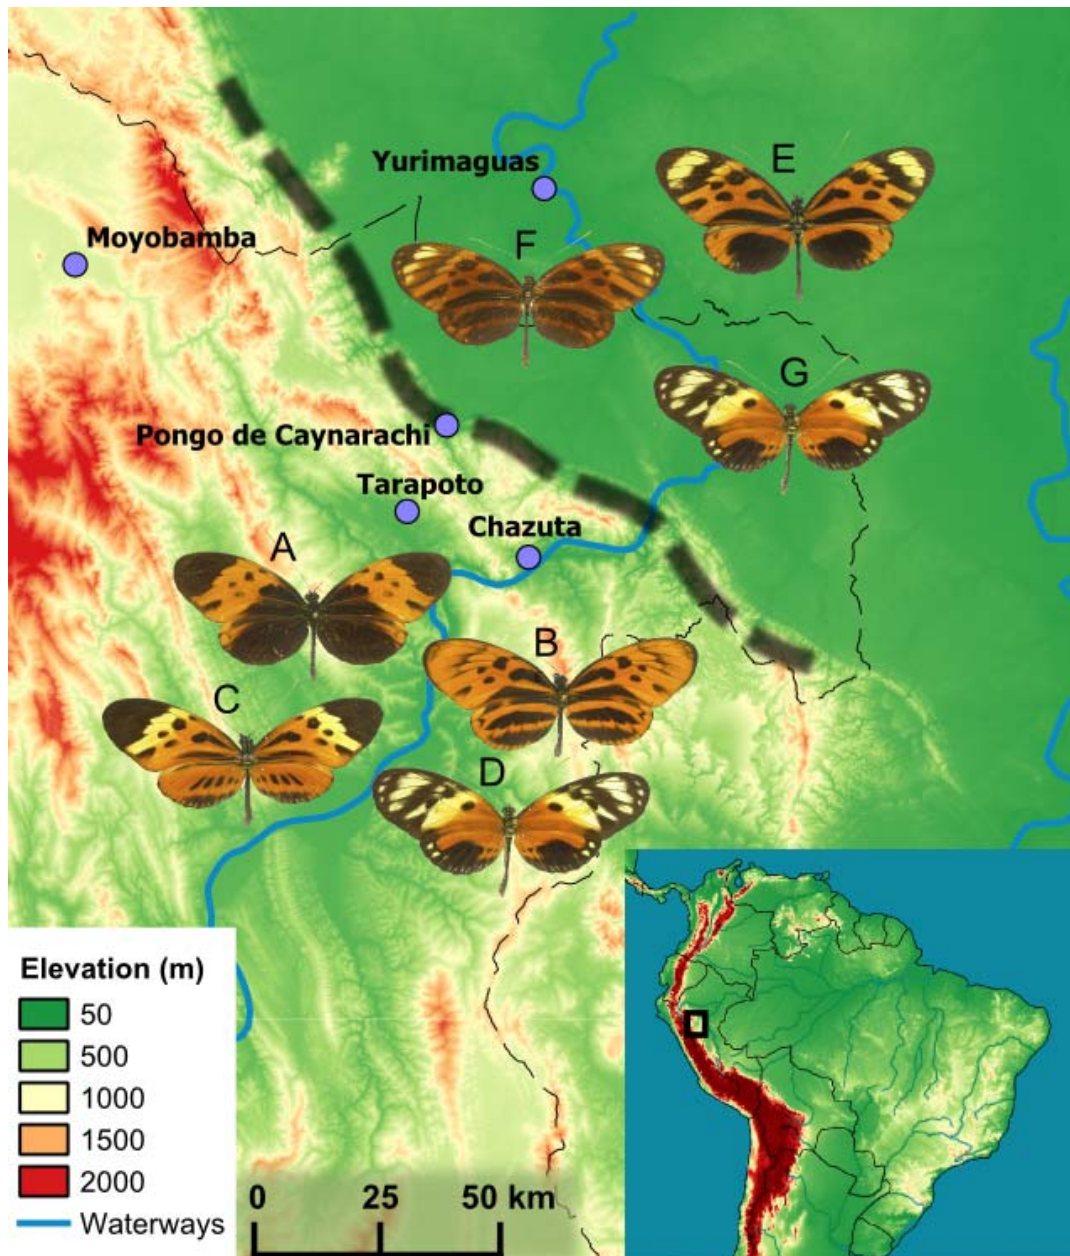 E
Yurimaguas
Moyobamba
F
G
Pongo de Caynarachi
Tarapoto
Chazuta
A
B
C
D
Elevation (m)
50
500
1000
1500
2000
Waterways
0 25 50 km